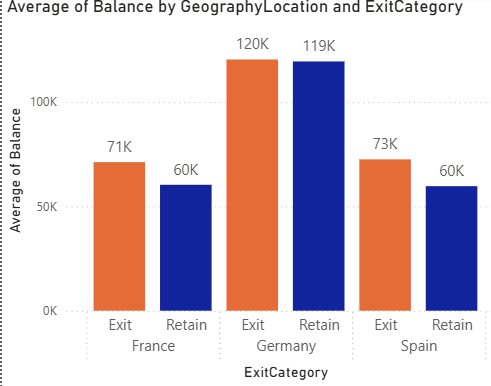 Average of Balance by GeographyLocation and ExitCategory
Average of Balance
100K
50K
0K
71K
60K
120K
119K
73K
60K
Exit Retain Exit Retain Exit Retain
France Germany Spain
ExitCategory